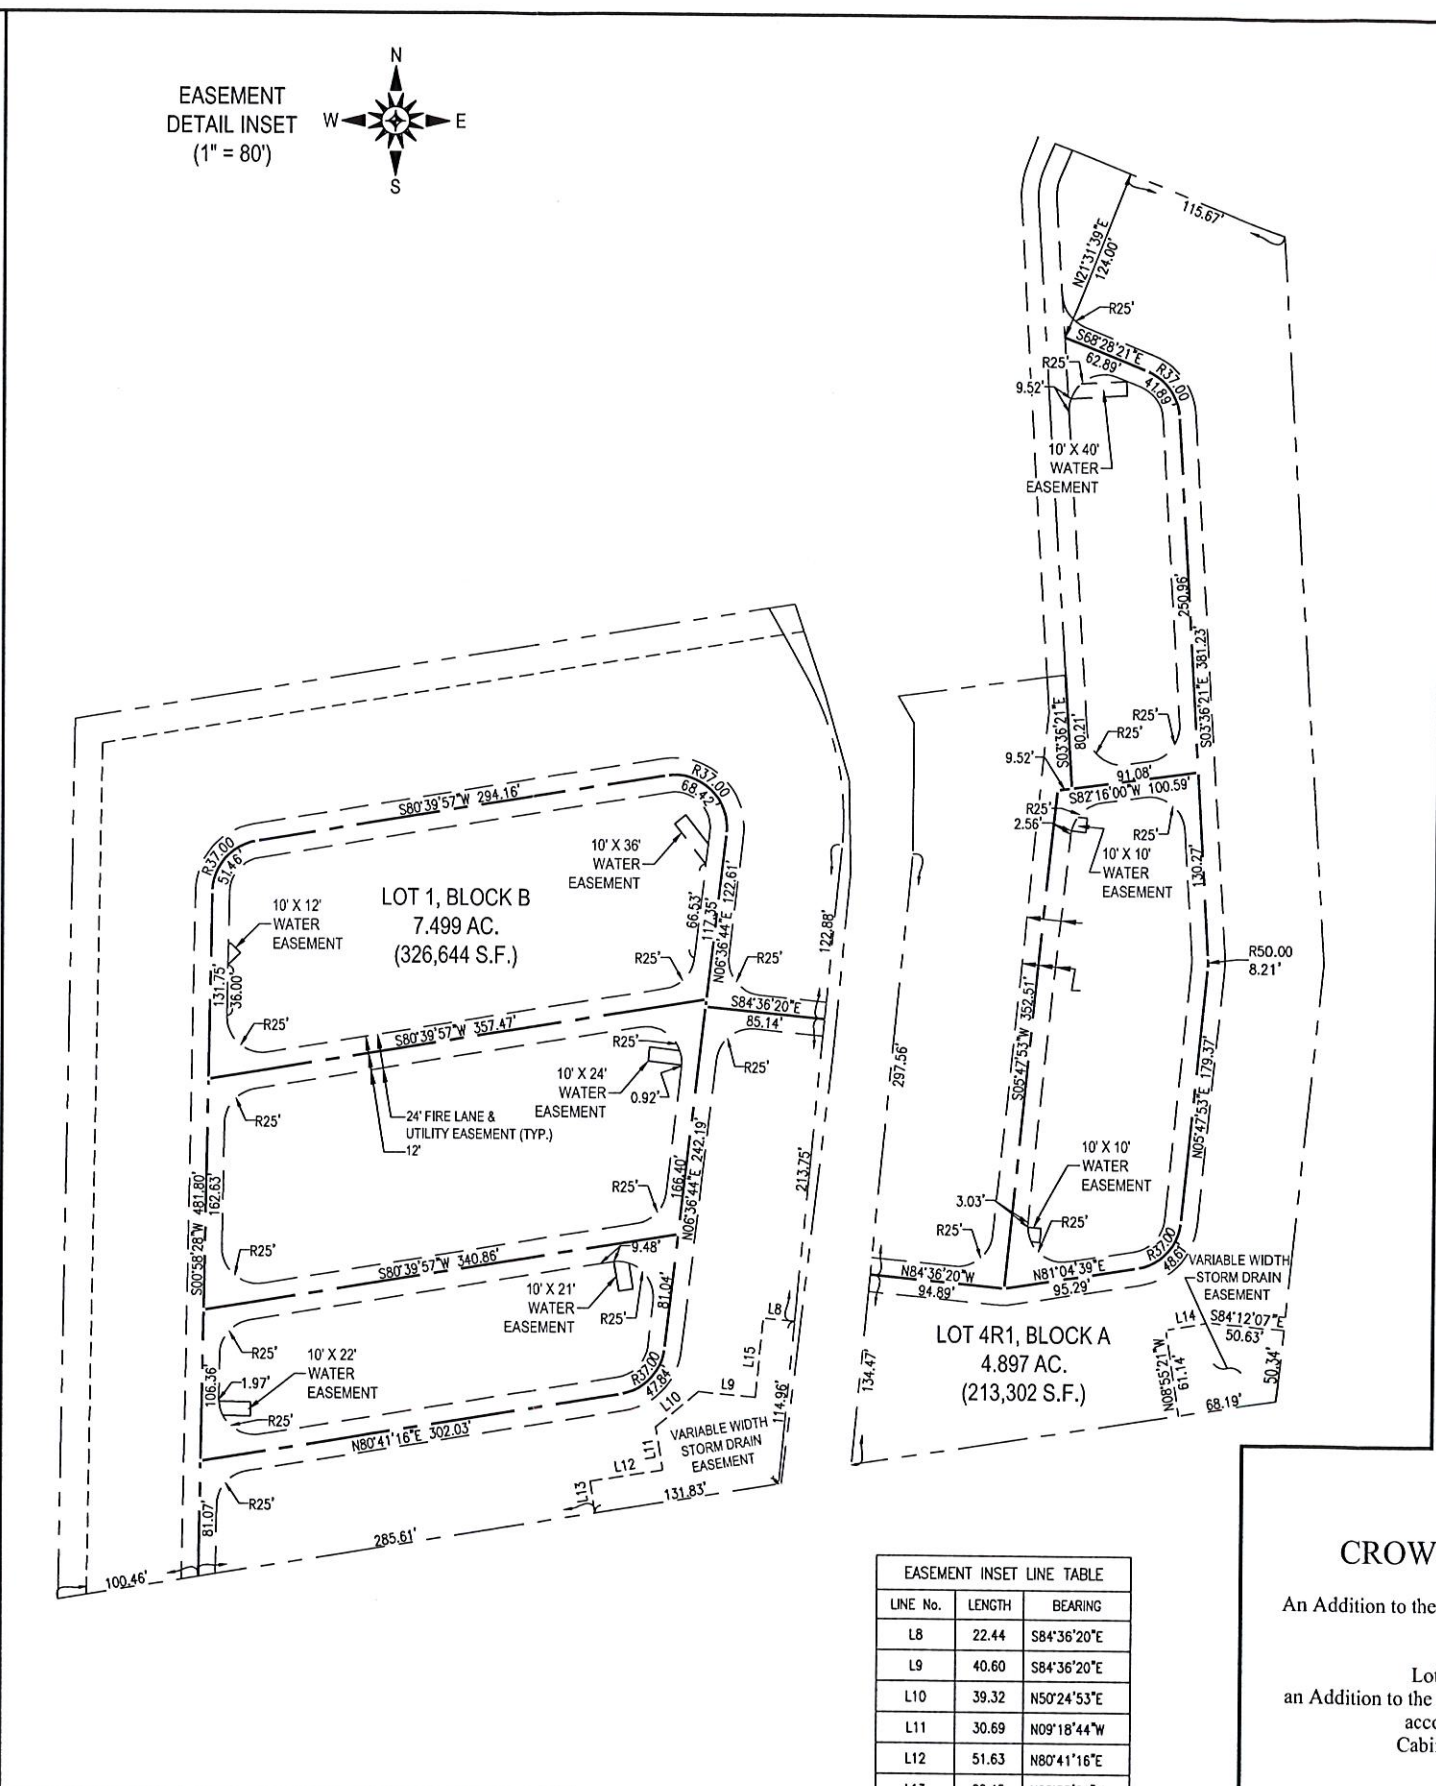 N
EASEMENT
DETAIL INSET
(1" = 80')
W
E
S
115.67'
N21°31'39"E
124.00'
R25'
S68°28'21"E
62.89'
R37.00
41.89'
R25'
9.52'
10' X 40'
WATER
EASEMENT
250.96'
S03°36'21"E 381.23'
S03°36'21"E
80.21'
R25'
R25'
9.52'
91.08'
S82°16'00"W 100.59'
R25'
2.56'
R25'
10' X 10'
WATER
EASEMENT
130.27'
R50.00
8.21'
S05°47'53"W 352.51'
N05°47'53"E 179.37'
297.56'
10' X 10'
WATER
EASEMENT
3.03'
R25'
R25'
N84°36'20"W
94.89'
N81°04'39"E
95.29'
R37.00
48.61'
VARIABLE WIDTH
STORM DRAIN
EASEMENT
L14
S84°12'07"E
50.63'
N08°55'21"W
61.14'
50.34'
68.19'
134.47'
LOT 4R1, BLOCK A
4.897 AC.
(213,302 S.F.)
S80°39'57"W 294.16'
R37.00
68.42'
R37.00
51.46'
10' X 36'
WATER
EASEMENT
LOT 1, BLOCK B
7.499 AC.
(326,644 S.F.)
10' X 12'
WATER
EASEMENT
66.53'
117.35'
N06°36'44"E 122.61'
122.88'
131.75'
36.00'
R25'
R25'
R25'
S80°39'57"W 357.47'
S84°36'20"E
85.14'
R25'
R25'
10' X 24'
WATER
EASEMENT
0.92'
R25'
24' FIRE LANE &
UTILITY EASEMENT (TYP.)
12'
S00°58'28"W 481.80'
162.63'
166.40'
N06°36'44"E 242.19'
213.75'
R25'
R25'
S80°39'57"W 340.86'
9.48'
10' X 21'
WATER
EASEMENT
R25'
81.04'
L8
R25'
10' X 22'
WATER
EASEMENT
106.36'
1.97'
R25'
R37.00
47.84'
L15
L9
L10
114.96'
N80°41'16"E 302.03'
VARIABLE WIDTH
STORM DRAIN
EASEMENT
L11
L12
L13
131.83'
R25'
81.07'
285.61'
100.46'
EASEMENT INSET LINE TABLE
LINE No. LENGTH BEARING
L8 22.44 S84°36'20"E
L9 40.60 S84°36'20"E
L10 39.32 N50°24'53"E
L11 30.69 N09°18'44"W
L12 51.63 N80°41'16"E
CROW
An Addition to the
Lot
an Addition to the
acco
Cabi